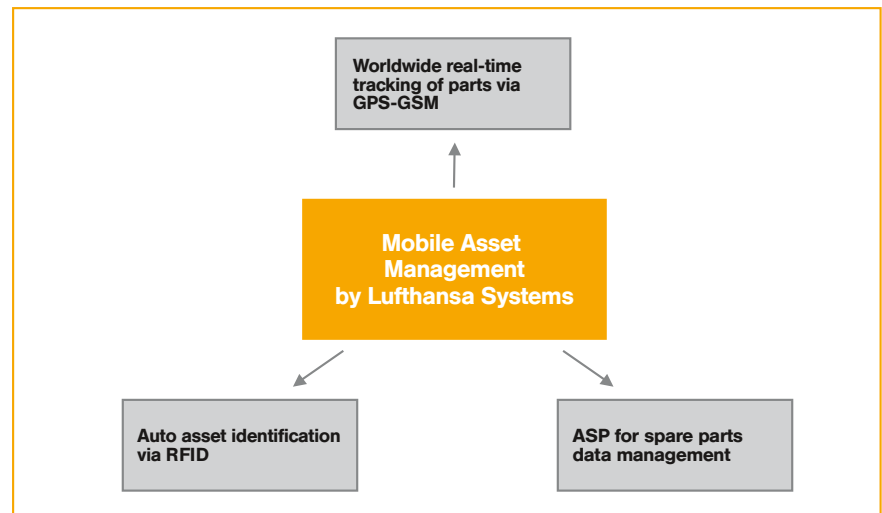 Worldwide real-time
tracking of parts via
GPS-GSM
Mobile Asset
Management
by Lufthansa Systems
Auto asset identification
via RFID
ASP for spare parts
data management